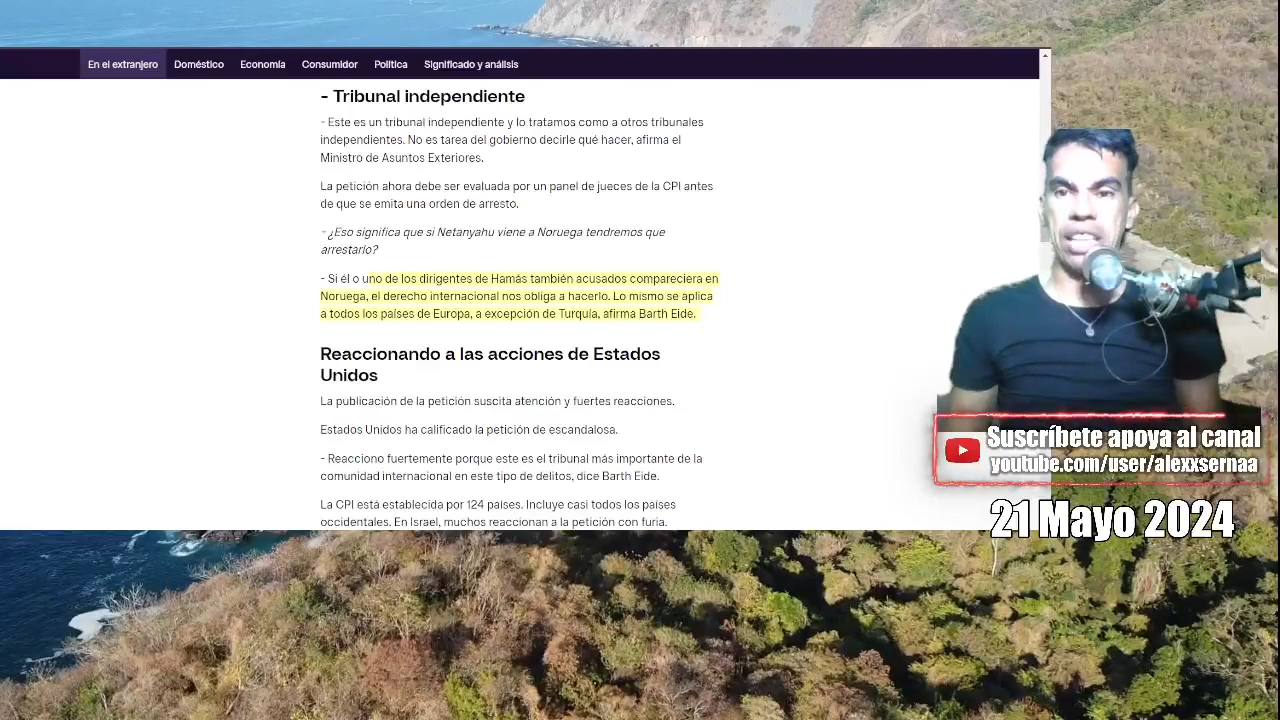 En el extranjero Doméstico Economía Consumidor Política Significado y análisis
- Tribunal independiente
- Este es un tribunal independiente y lo tratamos como a otros tribunales
independientes. No es tarea del gobierno decirle qué hacer, afirma el
Ministro de Asuntos Exteriores.
La petición ahora debe ser evaluada por un panel de jueces de la CPI antes
de que se emita una orden de arresto.
- ¿Eso significa que si Netanyahu viene a Noruega tendremos que
arrestarlo?
- Si él o uno de los dirigentes de Hamás también acusados compareciera en
Noruega, el derecho internacional nos obliga a hacerlo. Lo mismo se aplica
a todos los países de Europa, a excepción de Turquía, afirma Barth Eide.
Reaccionando a las acciones de Estados
Unidos
La publicación de la petición suscita atención y fuertes reacciones.
Estados Unidos ha calificado la petición de escandalosa.
- Reacciono fuertemente porque este es el tribunal más importante de la
comunidad internacional en este tipo de delitos, dice Barth Eide.
La CPI está establecida por 124 países. Incluye casi todos los países
occidentales. En Israel, muchos reaccionan a la petición con furia.
Suscríbete apoya al canal
youtube.com/user/alexxsernaa
21 Mayo 2024